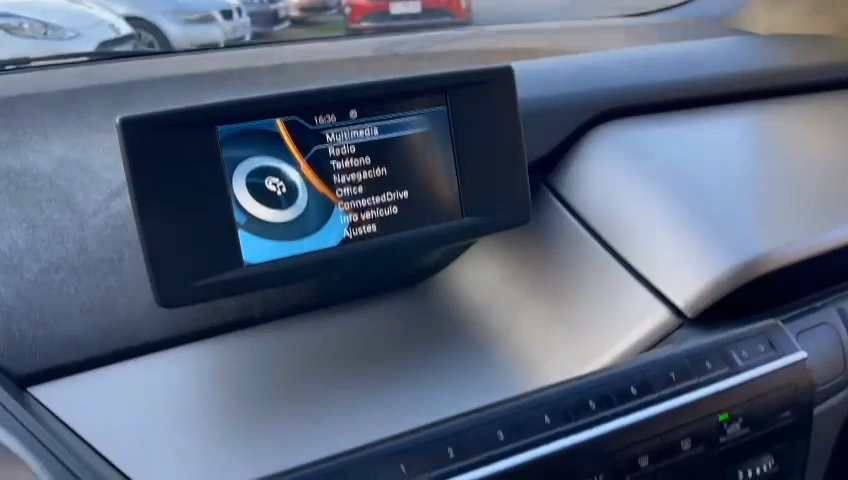 16:36
Multimedia
Radio
Teléfono
Navegación
Office
ConnectedDrive
Info vehículo
Ajustes
1 2 3 4 5 6 7 8